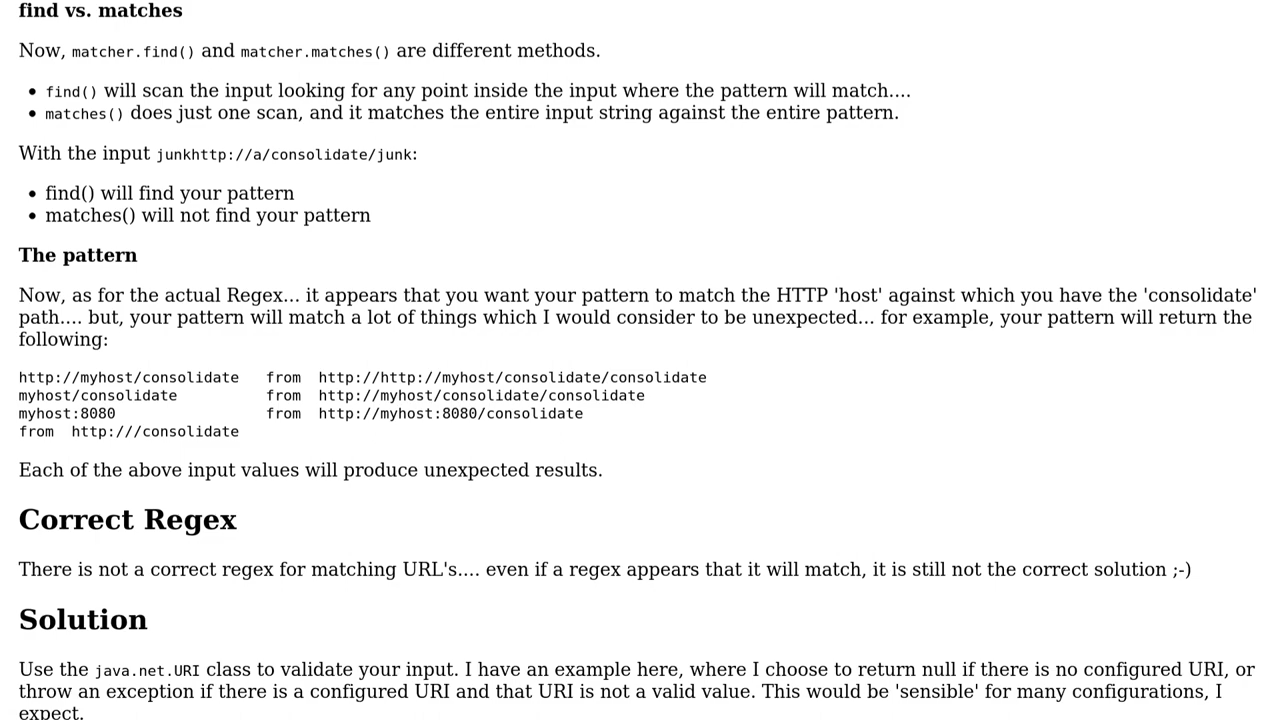 find vs. matches
Now, matcher.find() and matcher.matches() are different methods.
• find() will scan the input looking for any point inside the input where the pattern will match....
• matches() does just one scan, and it matches the entire input string against the entire pattern.
With the input junkhttp://a/consolidate/junk:
• find() will find your pattern
• matches() will not find your pattern
The pattern
Now, as for the actual Regex... it appears that you want your pattern to match the HTTP 'host' against which you have the 'consolidate'
path.... but, your pattern will match a lot of things which I would consider to be unexpected... for example, your pattern will return the
following:
http://myhost/consolidate   from  http://http://myhost/consolidate/consolidate
myhost/consolidate          from  http://myhost/consolidate/consolidate
myhost:8080                 from  http://myhost:8080/consolidate
from  http:///consolidate
Each of the above input values will produce unexpected results.
Correct Regex
There is not a correct regex for matching URL's.... even if a regex appears that it will match, it is still not the correct solution ;-)
Solution
Use the java.net.URI class to validate your input. I have an example here, where I choose to return null if there is no configured URI, or
throw an exception if there is a configured URI and that URI is not a valid value. This would be 'sensible' for many configurations, I
expect.